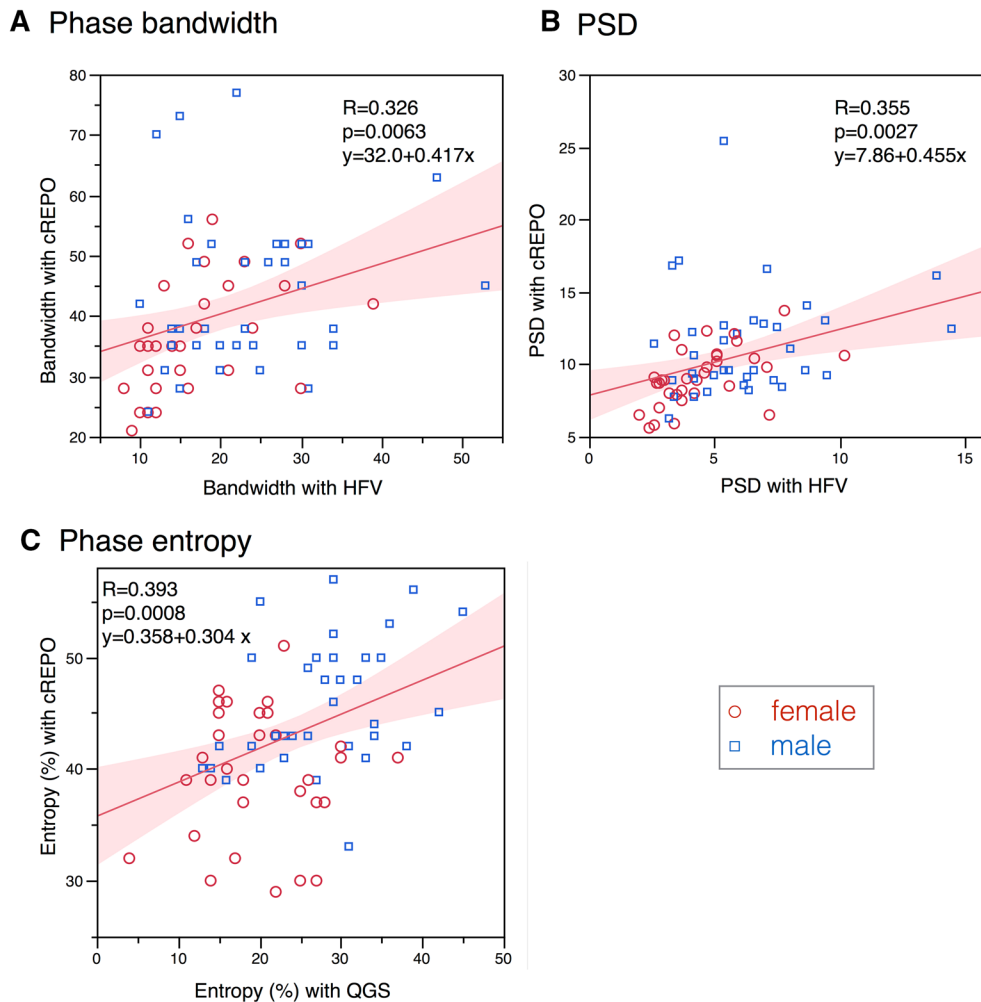 A Phase bandwidth
80
70
60
50
40
30
20
Bandwidth with cREPO
R=0.326
p=0.0063
y=32.0+0.417x
10 20 30 40 50
Bandwidth with HFV
B PSD
30
25
20
15
10
5
PSD with cREPO
R=0.355
p=0.0027
y=7.86+0.455x
0 5 10 15
PSD with HFV
C Phase entropy
R=0.393
p=0.0008
y=0.358+0.304 x
50
40
30
Entropy (%) with cREPO
0 10 20 30 40 50
Entropy (%) with QGS
female
male